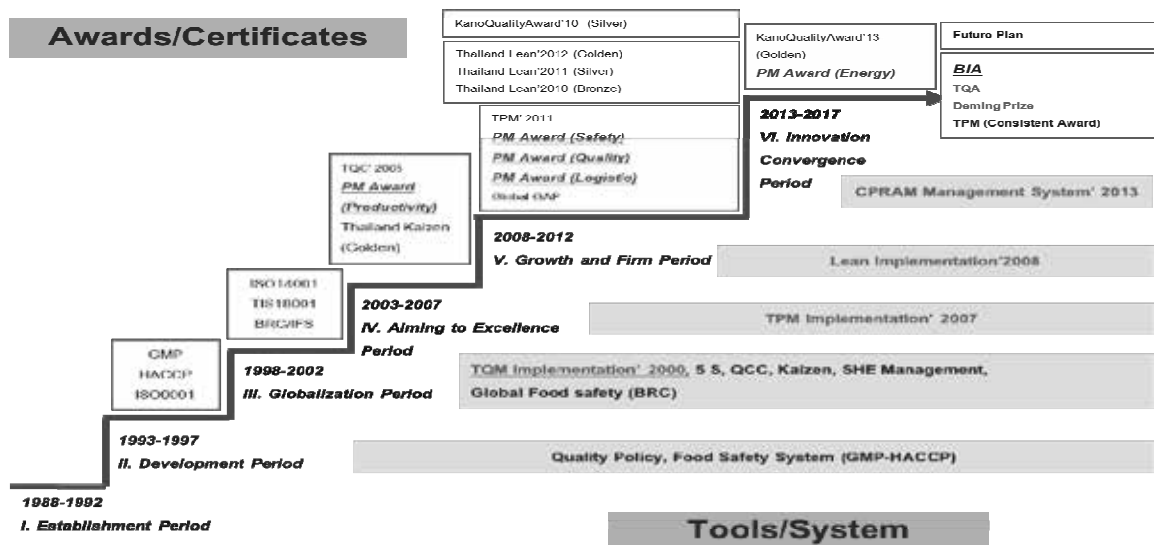 Awards/Certificates
KanoQualityAward'10 (Silver)
Thailand Lean'2012 (Golden)
Thailand Lean'2011 (Silver)
Thailand Lean'2010 (Bronze)
KanoQualityAward'13
(Golden)
PM Award (Energy)
Future Plan
BIA
TQA
Deming Prize
TPM (Consistent Award)
TPM' 2011
PM Award (Safety)
PM Award (Quality)
PM Award (Logistic)
Global GAP
2013-2017
VI. Innovation
Convergence
Period
TQC' 2005
PM Award
(Productivity)
Thailand Kaizen
(Golden)
CPRAM Management System' 2013
2008-2012
V. Growth and Firm Period
Lean Implementation'2008
ISO14001
TIS18001
BRC/IFS
2003-2007
IV. Aiming to Excellence
Period
TPM Implementation' 2007
GMP
HACCP
1998-2002
III. Globalization Period
TQM Implementation' 2000, 5 S, QCC, Kaizen, SHE Management,
Global Food safety (BRC)
1993-1997
II. Development Period
Quality Policy, Food Safety System (GMP-HACCP)
1988-1992
I. Establishment Period
Tools/System